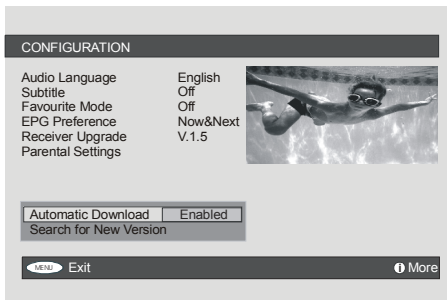 CONFIGURATION
Audio Language English
Subtitle Off
Favourite Mode Off
EPG Preference Now&Next
Receiver Upgrade V.1.5
Parental Settings
Automatic Download Enabled
Search for New Version
MENU Exit i More